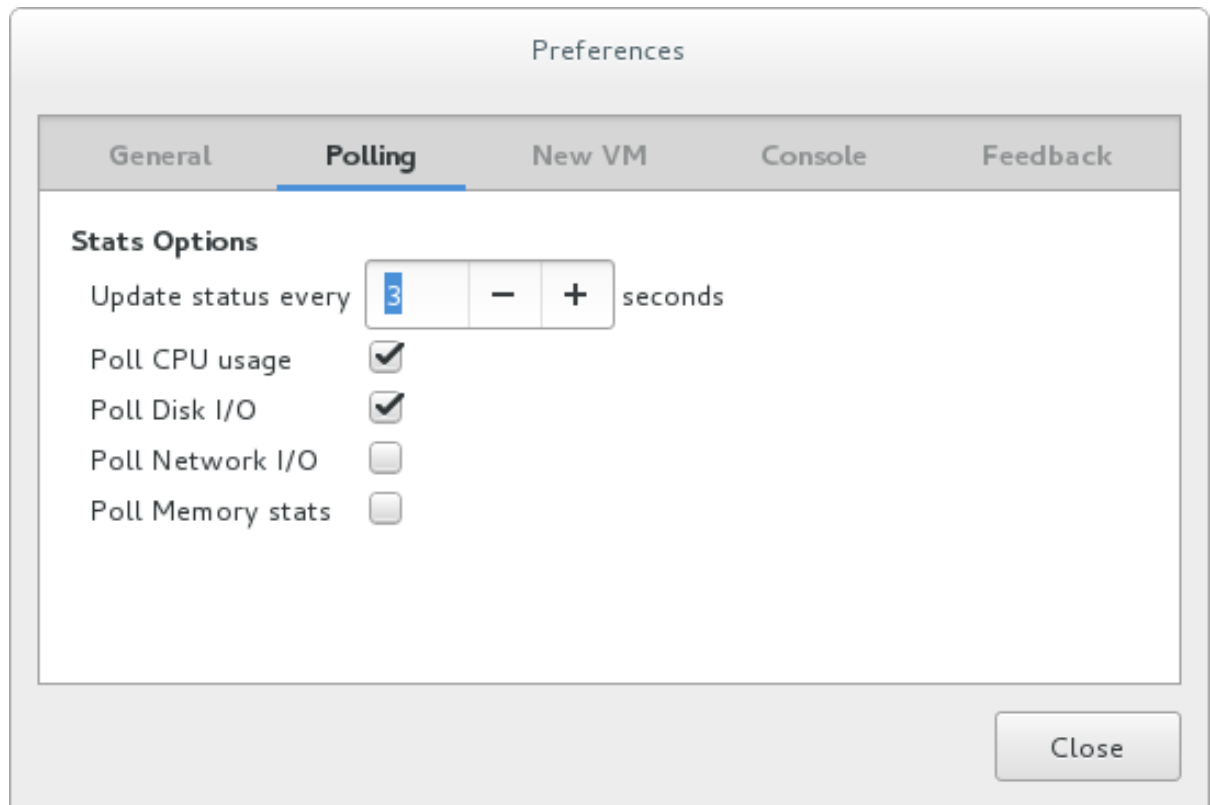 Preferences
General Polling New VM Console Feedback
Stats Options
Update status every 3 − + seconds
Poll CPU usage
Poll Disk I/O
Poll Network I/O
Poll Memory stats
Close